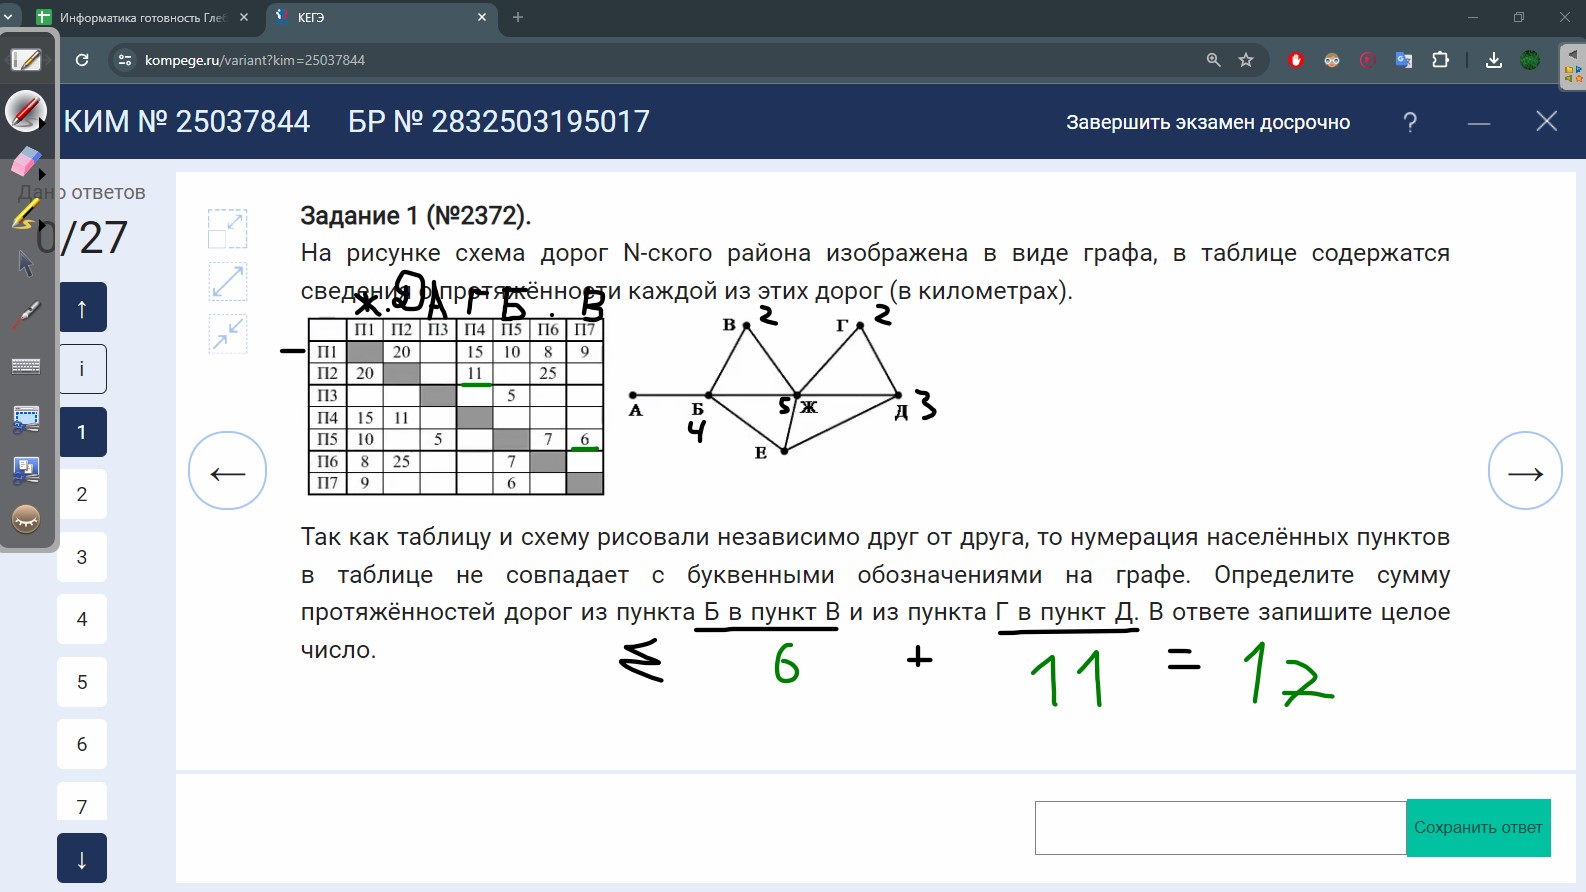 Информатика готовность Глеб
КЕГЭ
kompege.ru/variant?kim=25037844
КИМ № 25037844 БР № 2832503195017 Завершить экзамен досрочно ?
Дано ответов
0/27
i
1
2
3
4
5
6
7
Задание 1 (№2372).
На рисунке схема дорог N-ского района изображена в виде графа, в таблице содержатся
сведения о протяжённости каждой из этих дорог (в километрах).
Ж Д А Г Б В
П1 П2 П3 П4 П5 П6 П7
П1 20 15 10 8 9
П2 20 11 25
П3 5
П4 15 11
П5 10 5 7 6
П6 8 25 7
П7 9 6
В 2 Г 2
А Б 5 Ж Д 3
4
Е
Так как таблицу и схему рисовали независимо друг от друга, то нумерация населённых пунктов
в таблице не совпадает с буквенными обозначениями на графе. Определите сумму
протяжённостей дорог из пункта Б в пункт В и из пункта Г в пункт Д. В ответе запишите целое
число.
6 + 11 = 12
Сохранить ответ